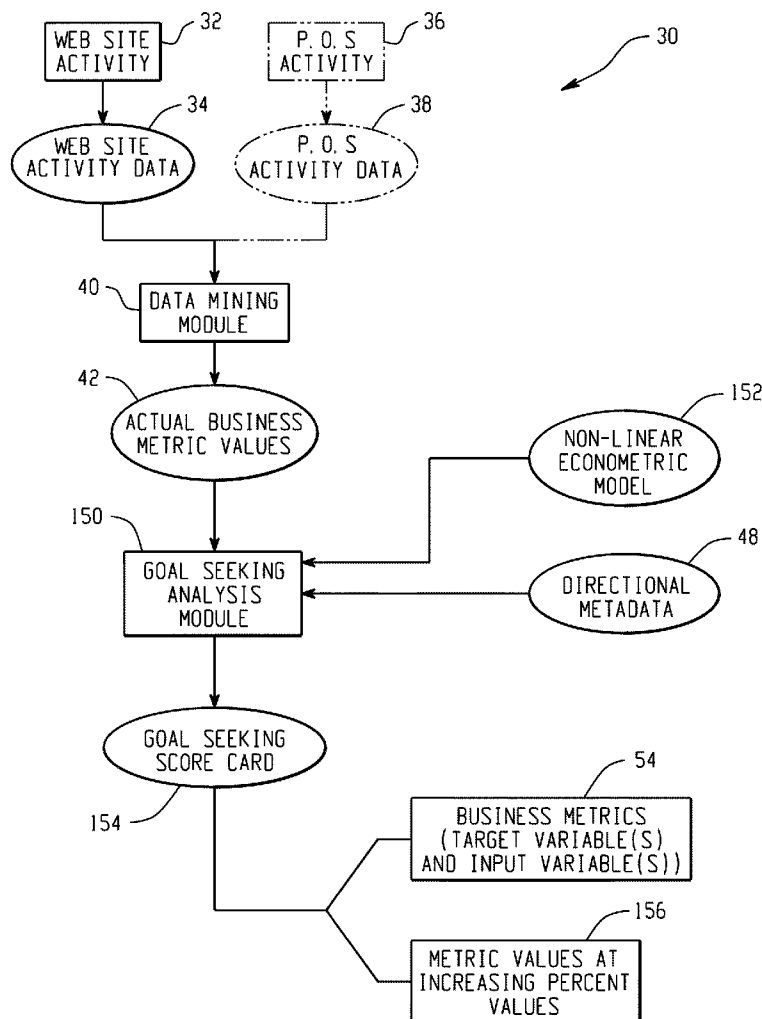 WEB SITE
ACTIVITY
32
P. O. S
ACTIVITY
36
30
WEB SITE
ACTIVITY DATA
34
P. O. S
ACTIVITY DATA
38
40
DATA MINING
MODULE
42
ACTUAL BUSINESS
METRIC VALUES
152
NON-LINEAR
ECONOMETRIC
MODEL
150
GOAL SEEKING
ANALYSIS
MODULE
48
DIRECTIONAL
METADATA
GOAL SEEKING
SCORE CARD
154
54
BUSINESS METRICS
(TARGET VARIABLE(S)
AND INPUT VARIABLE(S))
156
METRIC VALUES AT
INCREASING PERCENT
VALUES